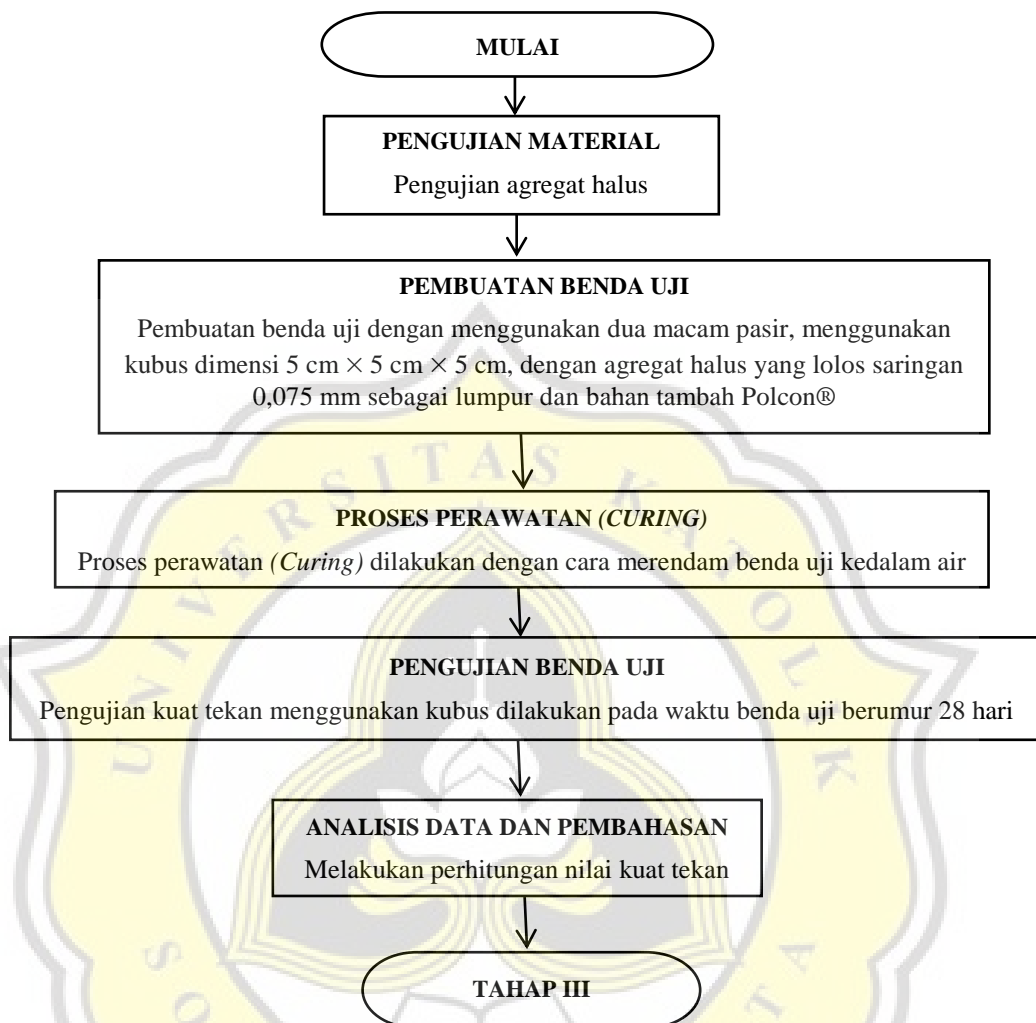 MULAI
PENGUJIAN MATERIAL
Pengujian agregat halus
PEMBUATAN BENDA UJI
Pembuatan benda uji dengan menggunakan dua macam pasir, menggunakan
kubus dimensi 5 cm × 5 cm × 5 cm, dengan agregat halus yang lolos saringan
0,075 mm sebagai lumpur dan bahan tambah Polcon®
PROSES PERAWATAN (CURING)
Proses perawatan (Curing) dilakukan dengan cara merendam benda uji kedalam air
PENGUJIAN BENDA UJI
Pengujian kuat tekan menggunakan kubus dilakukan pada waktu benda uji berumur 28 hari
ANALISIS DATA DAN PEMBAHASAN
Melakukan perhitungan nilai kuat tekan
TAHAP III
UNIVERSITAS KATOLIK